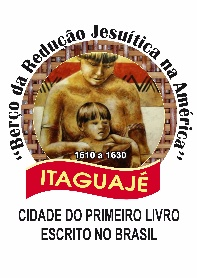 "Berço da Redução Jesuítica na América"
1610 a 1630
ITAGUAJÉ
CIDADE DO PRIMEIRO LIVRO
ESCRITO NO BRASIL